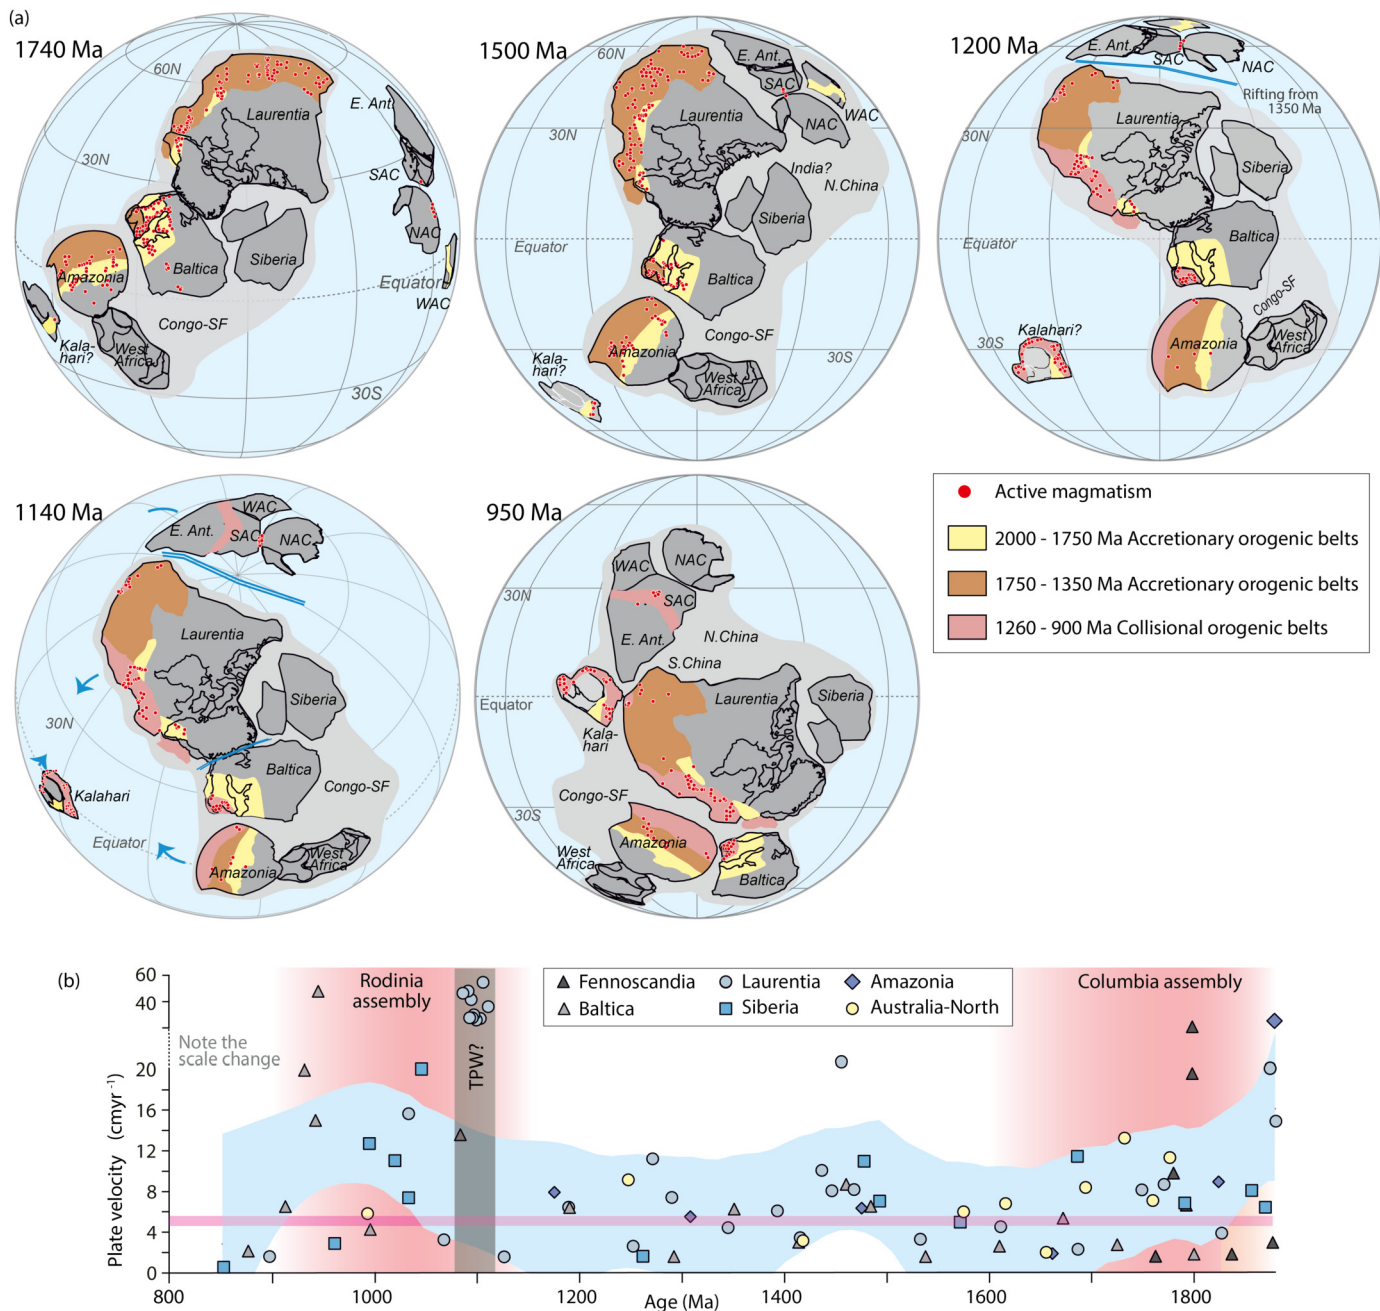 (a)
1740 Ma
60N
Laurentia
E. Ant.
30N
SAC
NAC
Baltica
Siberia
Amazonia
Equator
WAC
Congo-SF
Kala-
hari?
West
Africa
30S
1500 Ma
60N
E. Ant.
SAC
WAC
NAC
Laurentia
30N
India?
N.China
Siberia
Equator
Baltica
Amazonia
Congo-SF
30S
Kala-
hari?
West
Africa
1200 Ma
E. Ant.
SAC
NAC
Rifting from
1350 Ma
Laurentia
30N
Siberia
Equator
Baltica
Congo-SF
Kalahari?
30S
Amazonia
West
Africa
1140 Ma
WAC
E. Ant.
SAC
NAC
Laurentia
Siberia
30N
Baltica
Congo-SF
Kalahari
Equator
Amazonia
West
Africa
950 Ma
WAC
NAC
30N
SAC
E. Ant.
N.China
S.China
Laurentia
Siberia
Equator
Kala-
hari
Congo-SF
30S
Amazonia
West
Africa
Baltica
Active magmatism
2000 - 1750 Ma Accretionary orogenic belts
1750 - 1350 Ma Accretionary orogenic belts
1260 - 900 Ma Collisional orogenic belts
(b)
Rodinia
assembly
Fennoscandia
Laurentia
Amazonia
Baltica
Siberia
Australia-North
Columbia assembly
Note the
scale change
TPW?
Plate velocity (cmyr -1)
60
40
20
16
12
8
4
0
800
1000
1200
1400
1600
1800
Age (Ma)